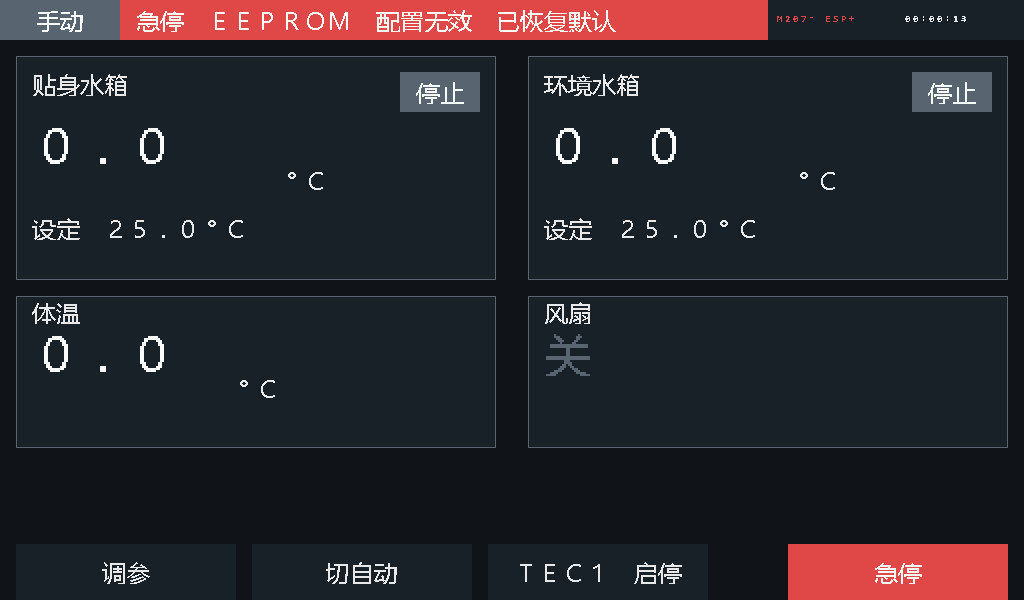 手动 急停 EEPROM 配置无效 已恢复默认 M207- ESP+ 00:00:13
贴身水箱 停止
0.0 °C
设定 25.0°C
环境水箱 停止
0.0 °C
设定 25.0°C
体温
0.0 °C
风扇
关
调参 切自动 TEC1 启停 急停